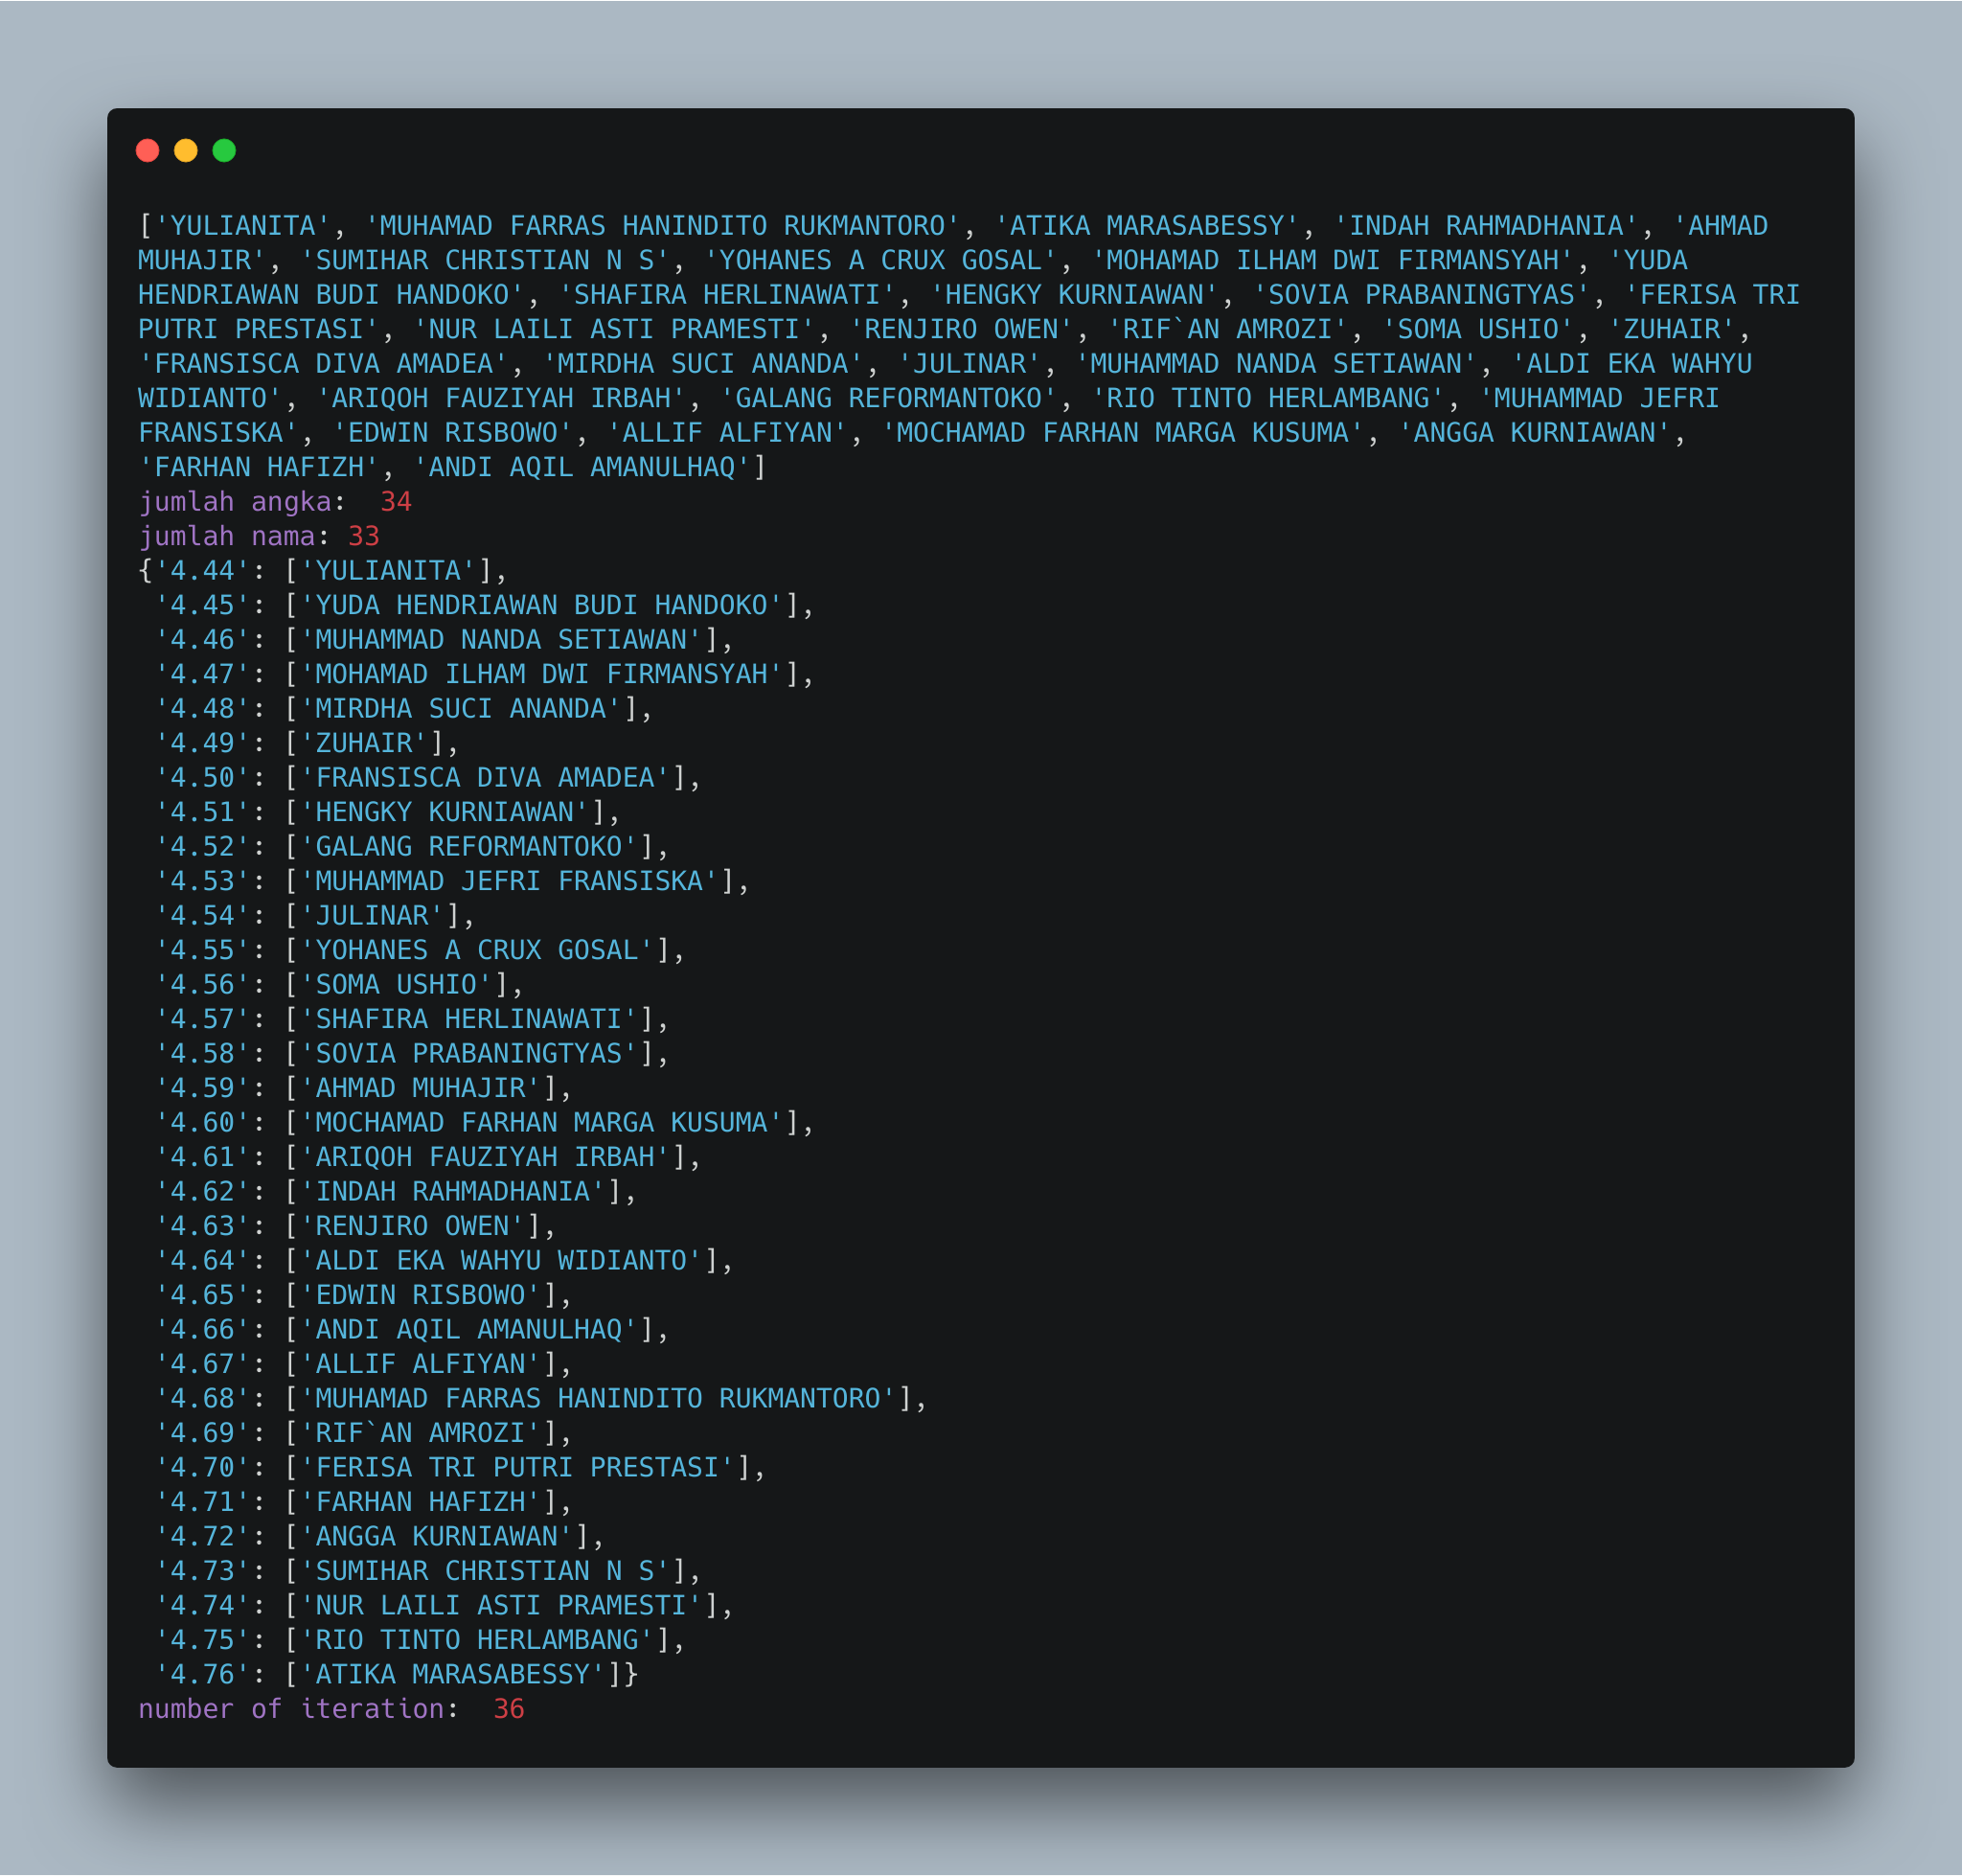 ['YULIANITA', 'MUHAMAD FARRAS HANINDITO RUKMANTORO', 'ATIKA MARASABESSY', 'INDAH RAHMADHANIA', 'AHMAD
MUHAJIR', 'SUMIHAR CHRISTIAN N S', 'YOHANES A CRUX GOSAL', 'MOHAMAD ILHAM DWI FIRMANSYAH', 'YUDA
HENDRIAWAN BUDI HANDOKO', 'SHAFIRA HERLINAWATI', 'HENGKY KURNIAWAN', 'SOVIA PRABANINGTYAS', 'FERISA TRI
PUTRI PRESTASI', 'NUR LAILI ASTI PRAMESTI', 'RENJIRO OWEN', 'RIF`AN AMROZI', 'SOMA USHIO', 'ZUHAIR',
'FRANSISCA DIVA AMADEA', 'MIRDHA SUCI ANANDA', 'JULINAR', 'MUHAMMAD NANDA SETIAWAN', 'ALDI EKA WAHYU
WIDIANTO', 'ARIQOH FAUZIYAH IRBAH', 'GALANG REFORMANTOKO', 'RIO TINTO HERLAMBANG', 'MUHAMMAD JEFRI
FRANSISKA', 'EDWIN RISBOWO', 'ALLIF ALFIYAN', 'MOCHAMAD FARHAN MARGA KUSUMA', 'ANGGA KURNIAWAN',
'FARHAN HAFIZH', 'ANDI AQIL AMANULHAQ']
jumlah angka:  34
jumlah nama: 33
{'4.44': ['YULIANITA'],
 '4.45': ['YUDA HENDRIAWAN BUDI HANDOKO'],
 '4.46': ['MUHAMMAD NANDA SETIAWAN'],
 '4.47': ['MOHAMAD ILHAM DWI FIRMANSYAH'],
 '4.48': ['MIRDHA SUCI ANANDA'],
 '4.49': ['ZUHAIR'],
 '4.50': ['FRANSISCA DIVA AMADEA'],
 '4.51': ['HENGKY KURNIAWAN'],
 '4.52': ['GALANG REFORMANTOKO'],
 '4.53': ['MUHAMMAD JEFRI FRANSISKA'],
 '4.54': ['JULINAR'],
 '4.55': ['YOHANES A CRUX GOSAL'],
 '4.56': ['SOMA USHIO'],
 '4.57': ['SHAFIRA HERLINAWATI'],
 '4.58': ['SOVIA PRABANINGTYAS'],
 '4.59': ['AHMAD MUHAJIR'],
 '4.60': ['MOCHAMAD FARHAN MARGA KUSUMA'],
 '4.61': ['ARIQOH FAUZIYAH IRBAH'],
 '4.62': ['INDAH RAHMADHANIA'],
 '4.63': ['RENJIRO OWEN'],
 '4.64': ['ALDI EKA WAHYU WIDIANTO'],
 '4.65': ['EDWIN RISBOWO'],
 '4.66': ['ANDI AQIL AMANULHAQ'],
 '4.67': ['ALLIF ALFIYAN'],
 '4.68': ['MUHAMAD FARRAS HANINDITO RUKMANTORO'],
 '4.69': ['RIF`AN AMROZI'],
 '4.70': ['FERISA TRI PUTRI PRESTASI'],
 '4.71': ['FARHAN HAFIZH'],
 '4.72': ['ANGGA KURNIAWAN'],
 '4.73': ['SUMIHAR CHRISTIAN N S'],
 '4.74': ['NUR LAILI ASTI PRAMESTI'],
 '4.75': ['RIO TINTO HERLAMBANG'],
 '4.76': ['ATIKA MARASABESSY']}
number of iteration:  36